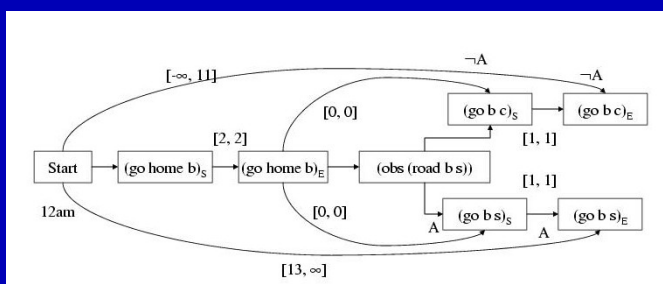 ¬A
[-∞, 11]
¬A
[0, 0]
(go b c)S
(go b c)E
[2, 2]
[1, 1]
Start
(go home b)S
(go home b)E
(obs (road b s))
[1, 1]
12am
[0, 0]
(go b s)S
(go b s)E
A
A
[13, ∞]